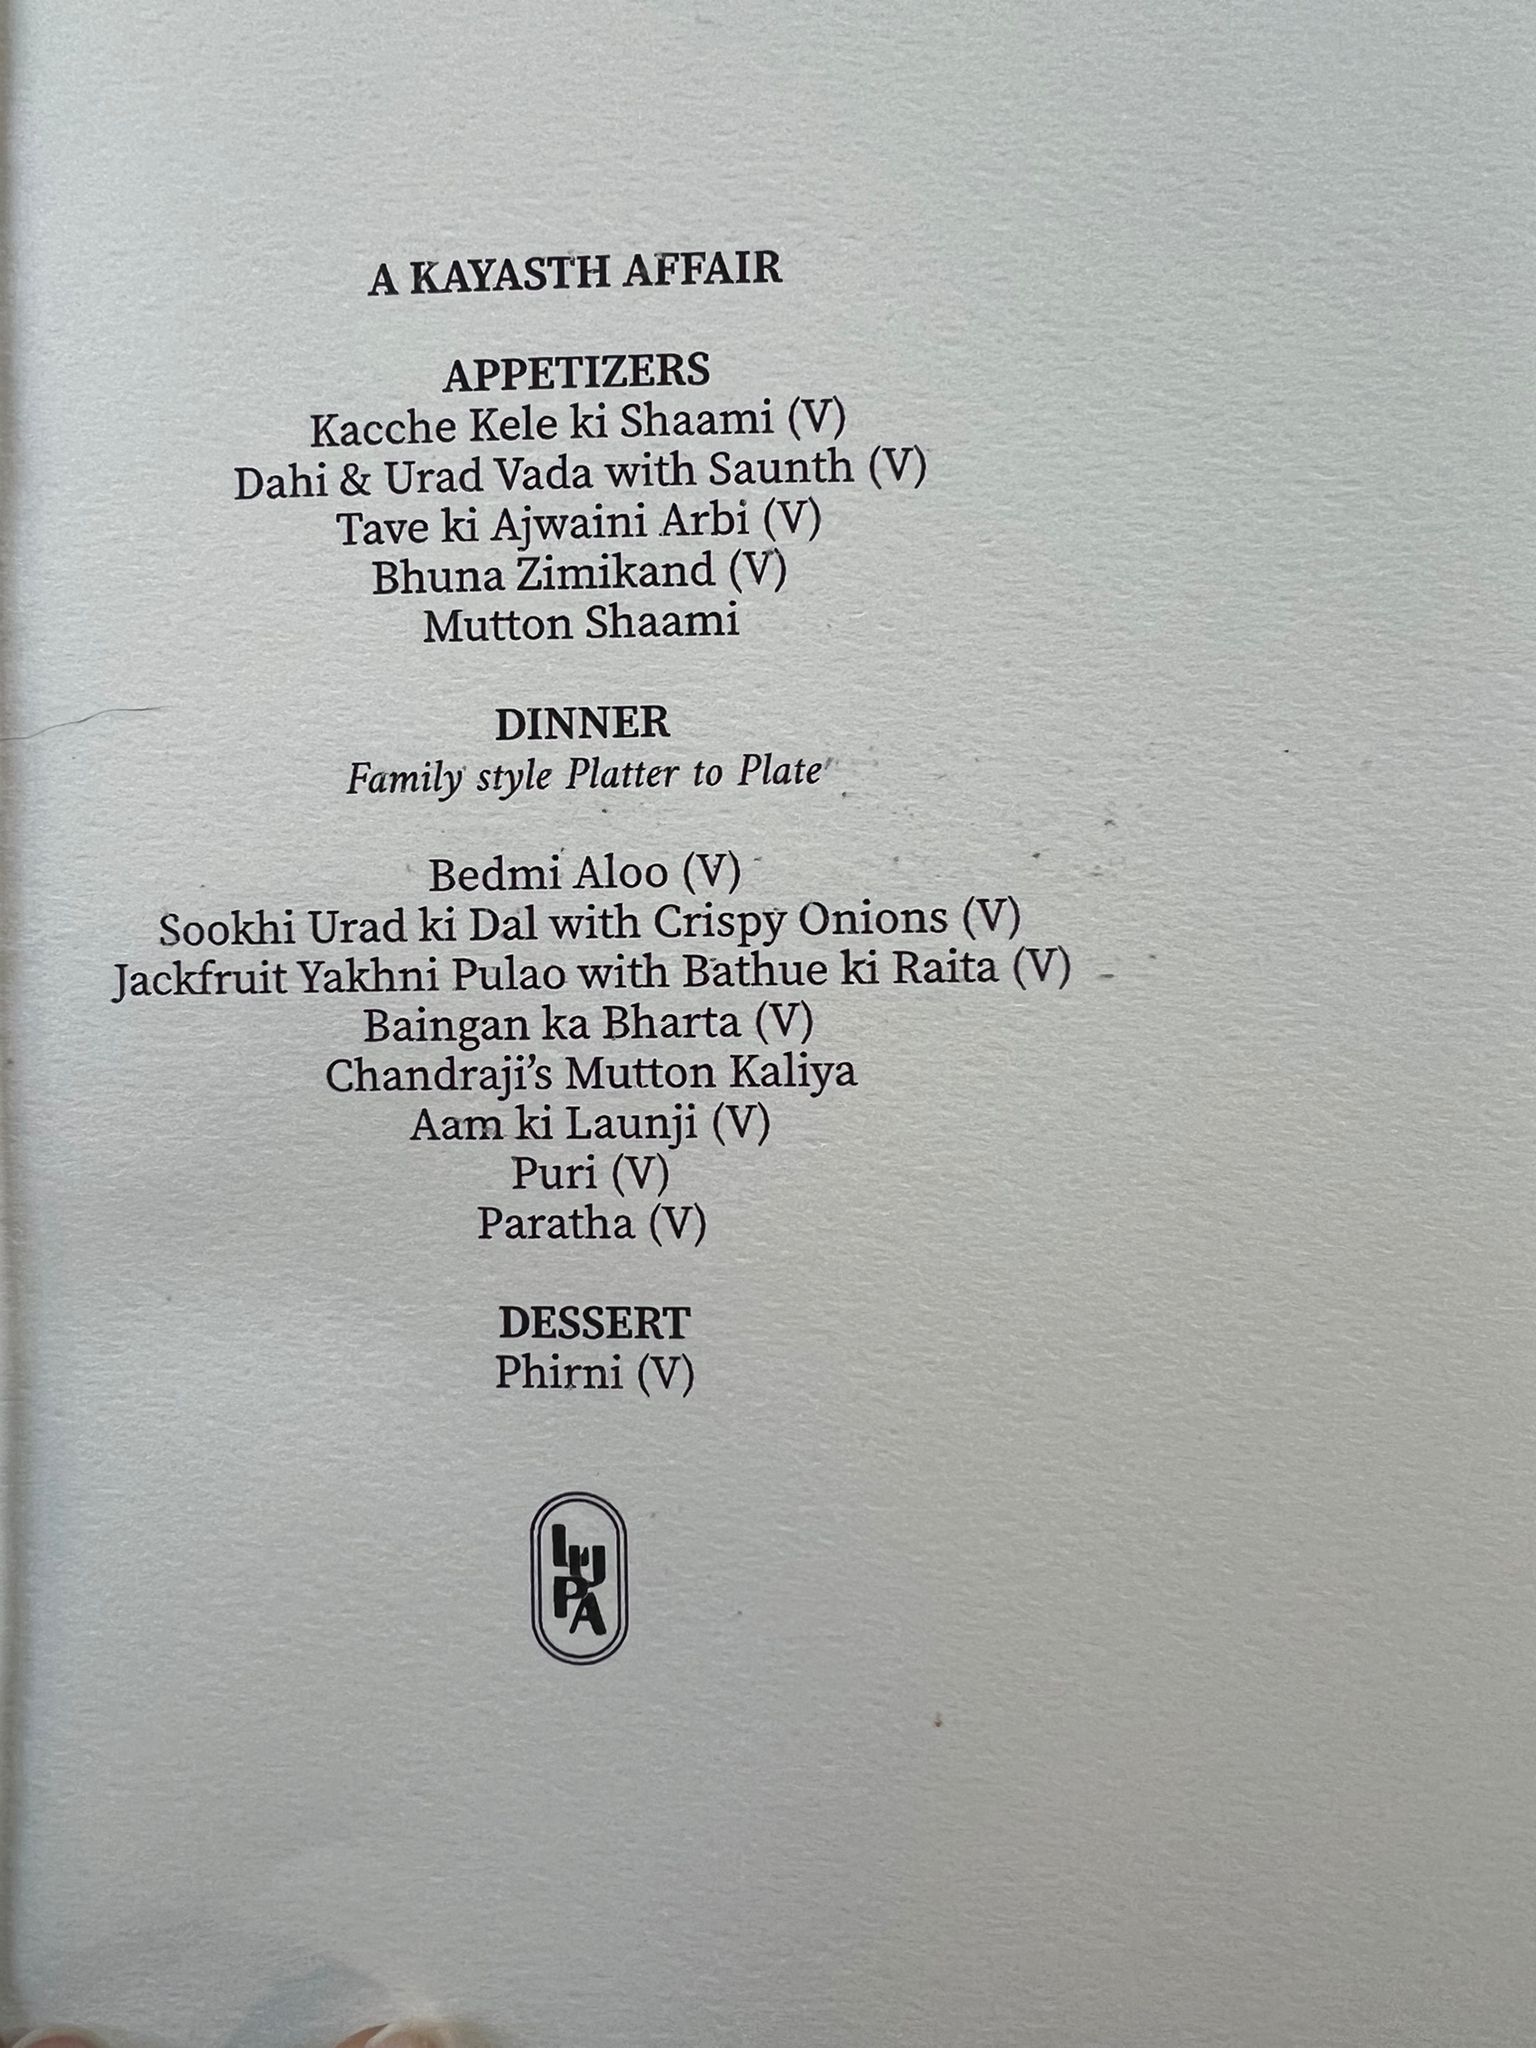 A KAYASTH AFFAIR
APPETIZERS
Kacche Kele ki Shaami (V)
Dahi & Urad Vada with Saunth (V)
Tave ki Ajwaini Arbi (V)
Bhuna Zimikand (V)
Mutton Shaami
DINNER
Family style Platter to Plate
Bedmi Aloo (V)
Sookhi Urad ki Dal with Crispy Onions (V)
Jackfruit Yakhni Pulao with Bathue ki Raita (V)
Baingan ka Bharta (V)
Chandraji's Mutton Kaliya
Aam ki Launji (V)
Puri (V)
Paratha (V)
DESSERT
Phirni (V)
LUPA